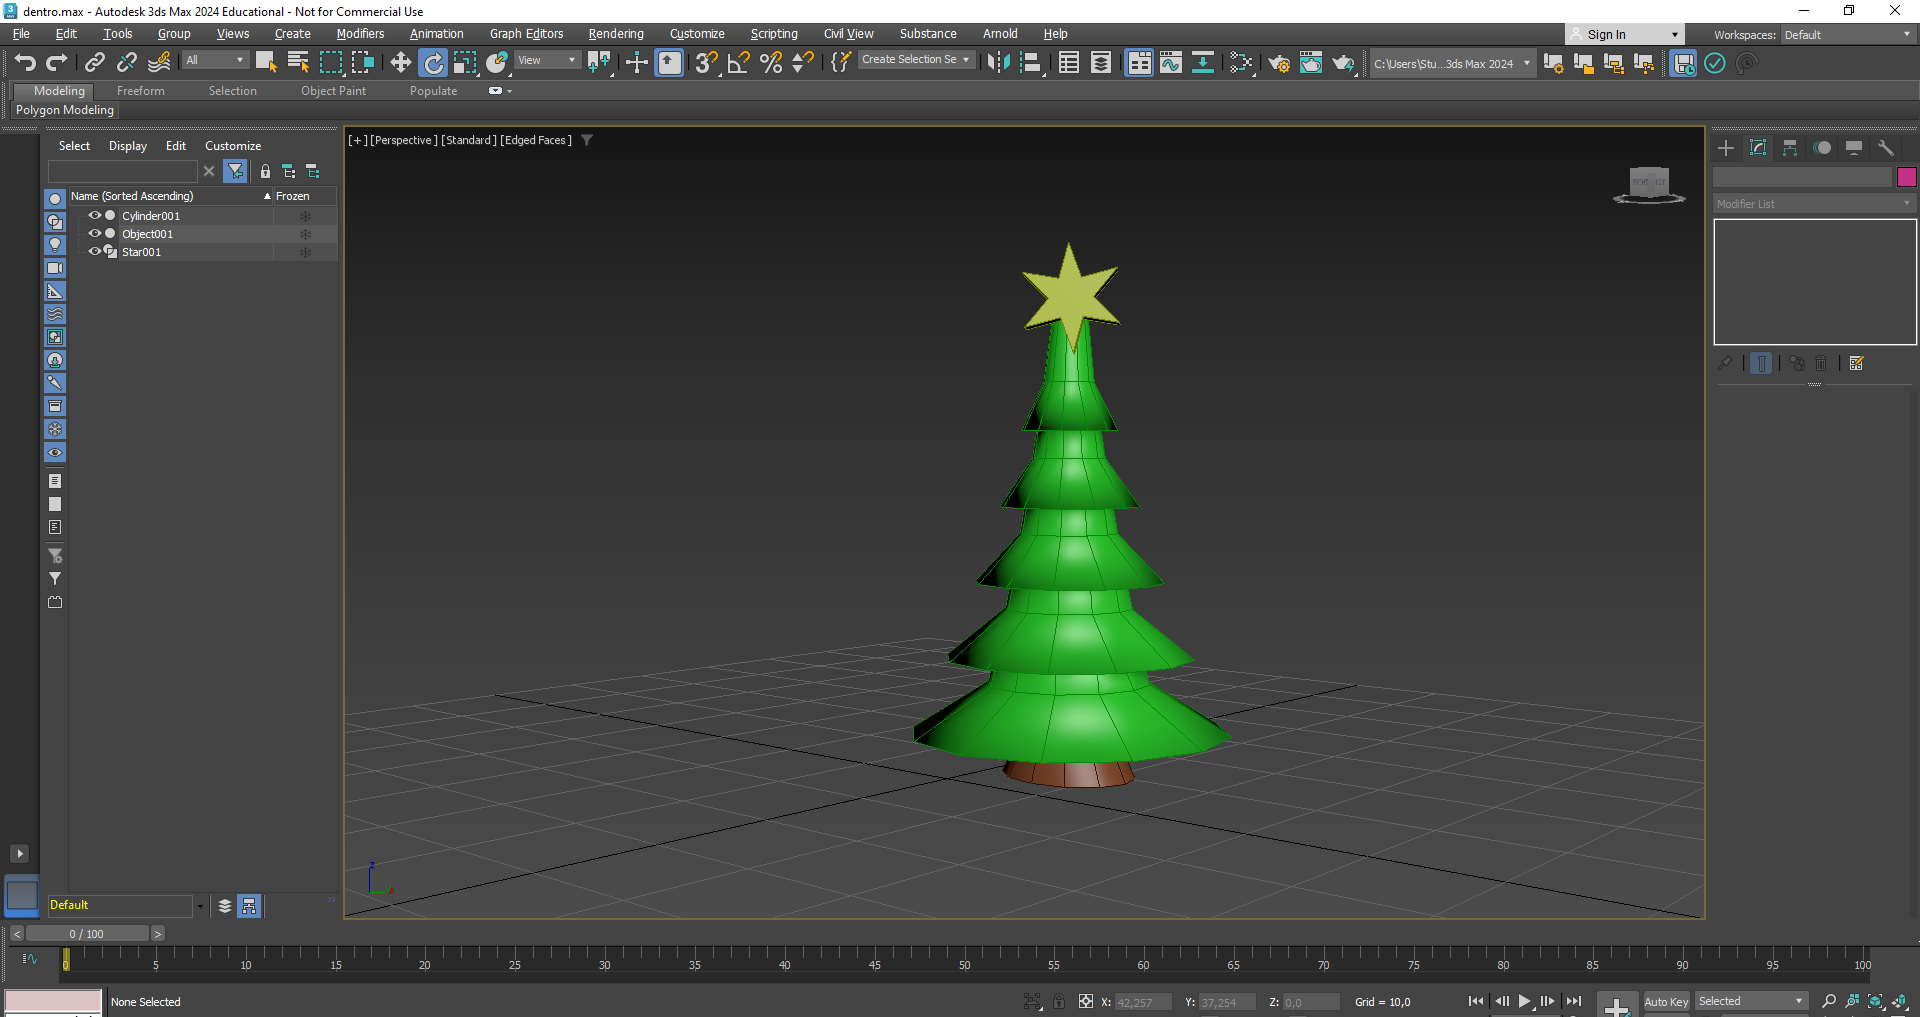 dentro.max - Autodesk 3ds Max 2024 Educational - Not for Commercial Use
File Edit Tools Group Views Create Modifiers Animation Graph Editors Rendering Customize Scripting Civil View Substance Arnold Help Sign In Workspaces: Default
All View Create Selection Se C:\Users\Stu...3ds Max 2024
Modeling Freeform Selection Object Paint Populate
Polygon Modeling
Select Display Edit Customize
[+] [Perspective] [Standard] [Edged Faces]
Name (Sorted Ascending) Frozen
Cylinder001
Object001
Star001
Modifier List
z
Default
0 / 100
0 5 10 15 20 25 30 35 40 45 50 55 60 65 70 75 80 85 90 95 100
None Selected X: 42,257 Y: 37,254 Z: 0,0 Grid = 10,0 Auto Key Selected